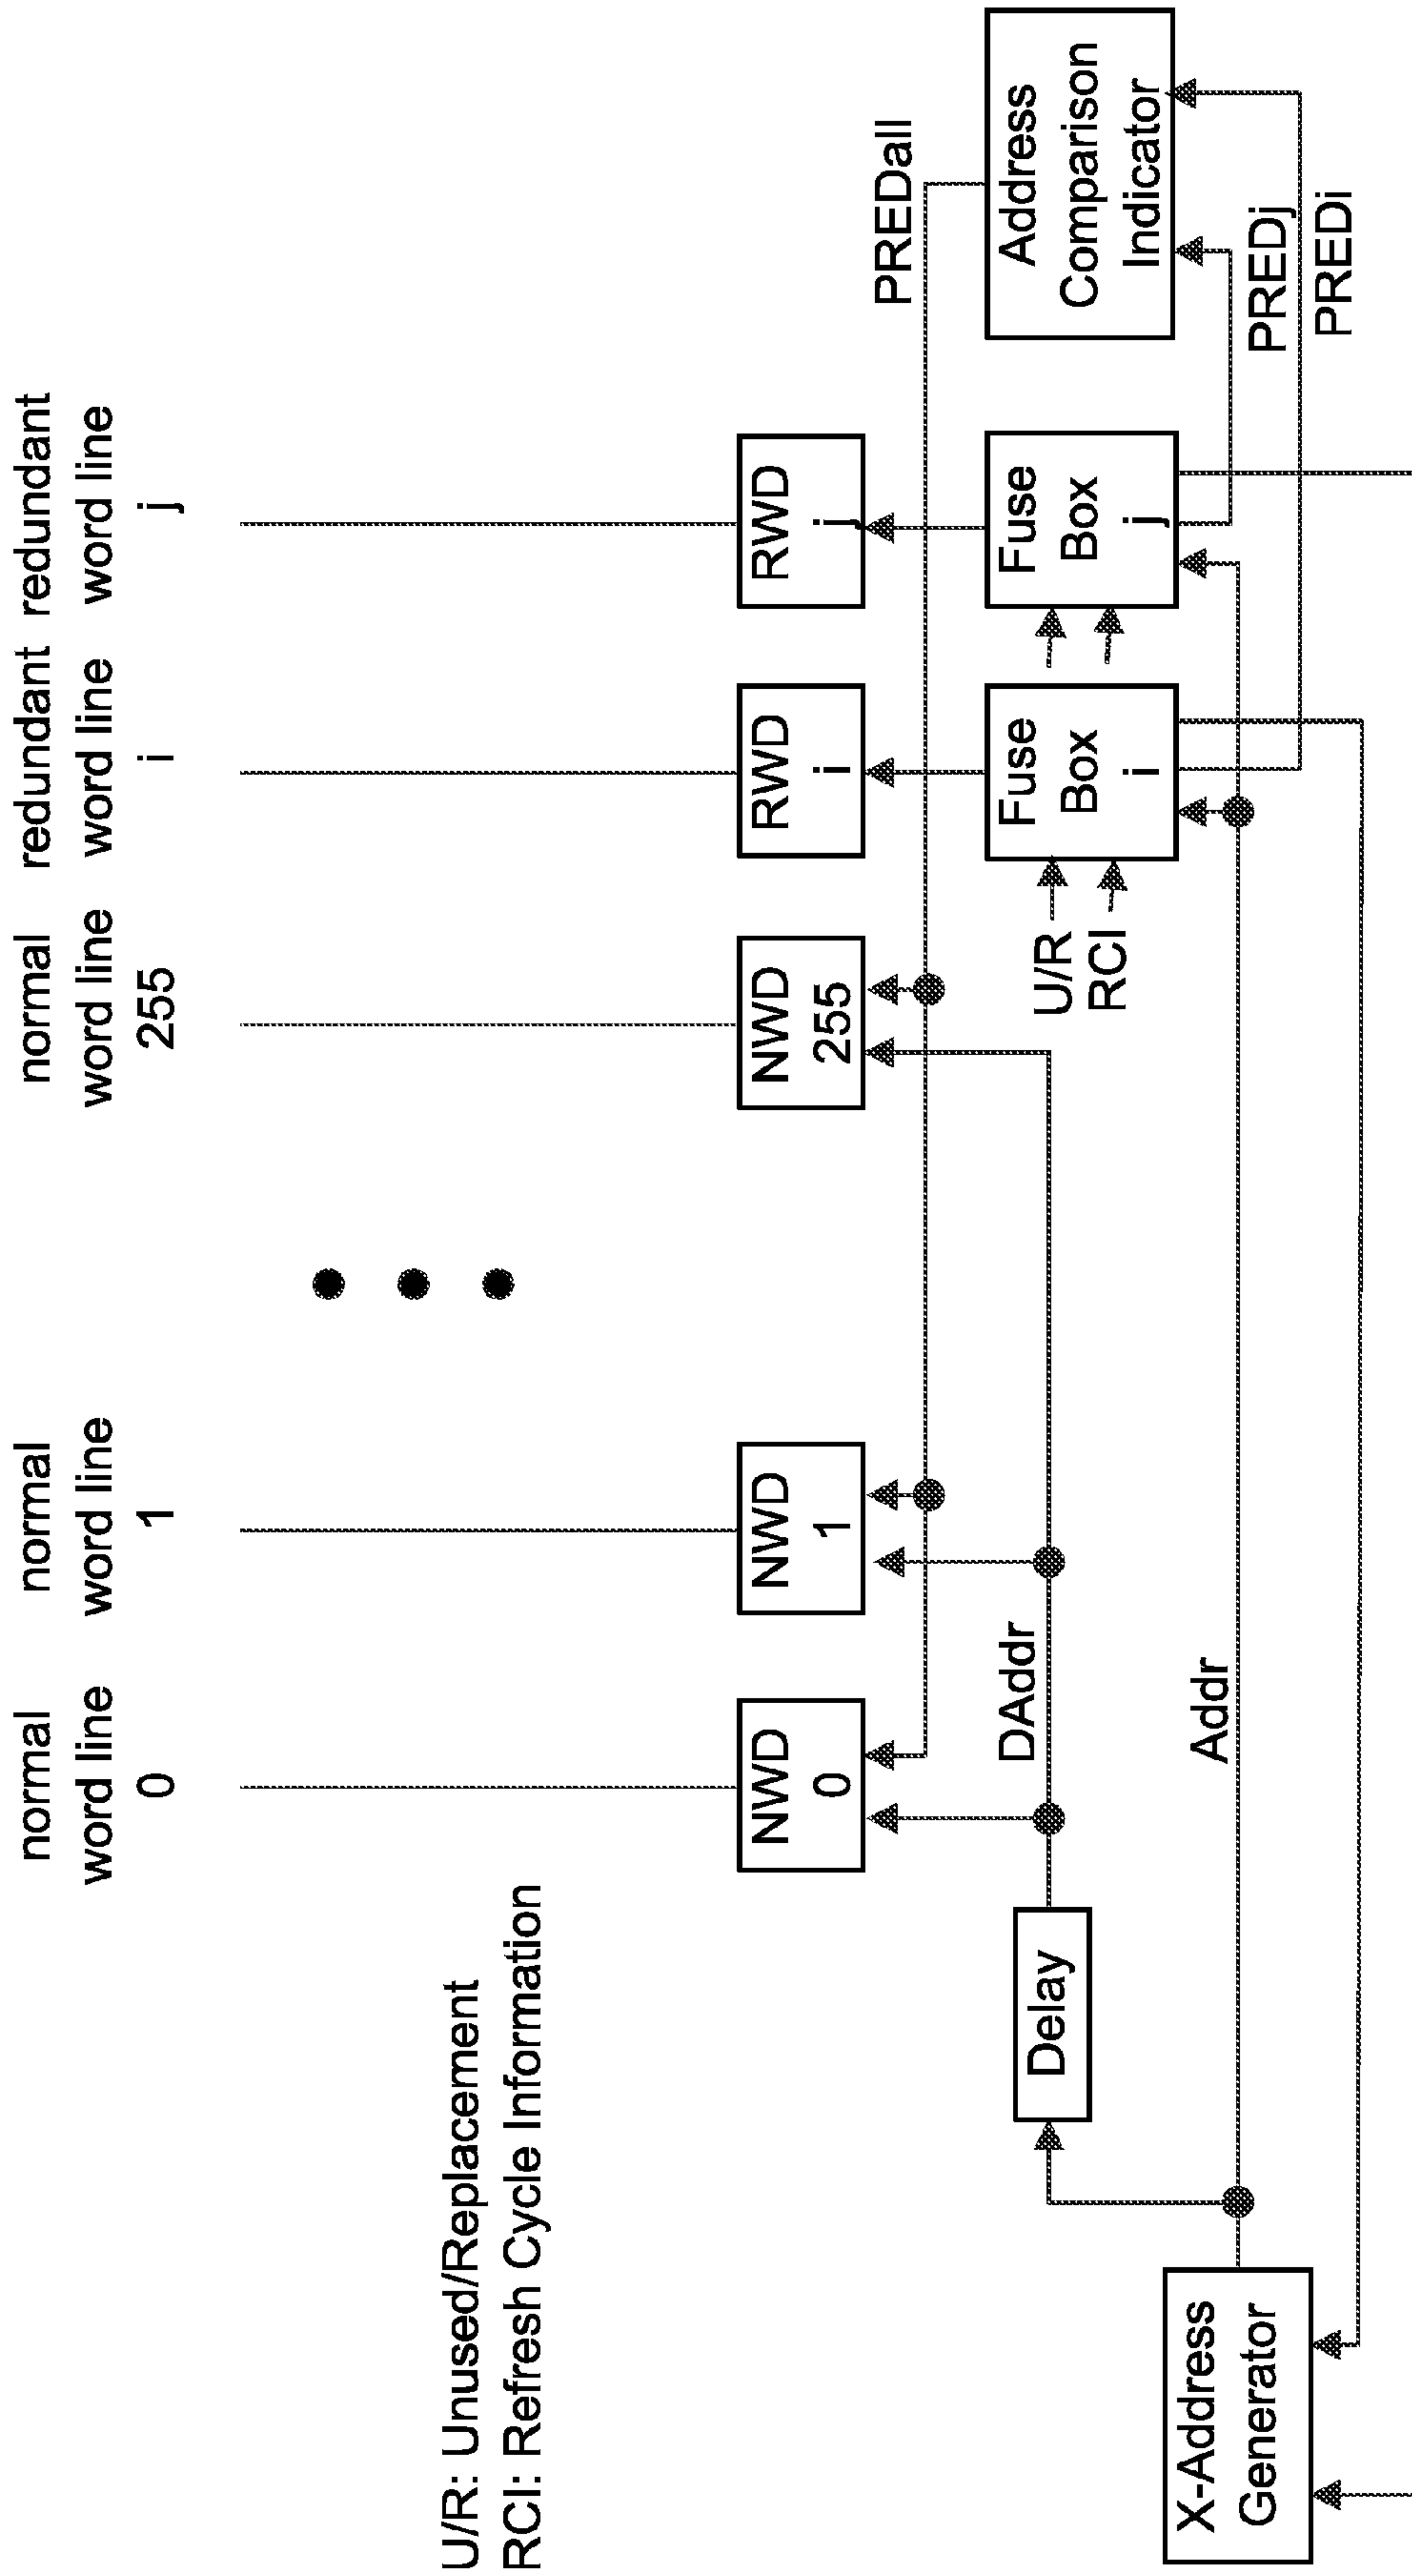 normal
word line
0
normal
word line
1
normal
word line
255
redundant
word line
i
redundant
word line
j
U/R: Unused/Replacement
RCI: Refresh Cycle Information
NWD
0
NWD
1
NWD
255
RWD
i
RWD
j
PREDall
Delay
DAddr
U/R
RCI
Fuse
Box
i
Fuse
Box
j
Address
Comparison
Indicator
X-Address
Generator
Addr
PREDj
PREDi